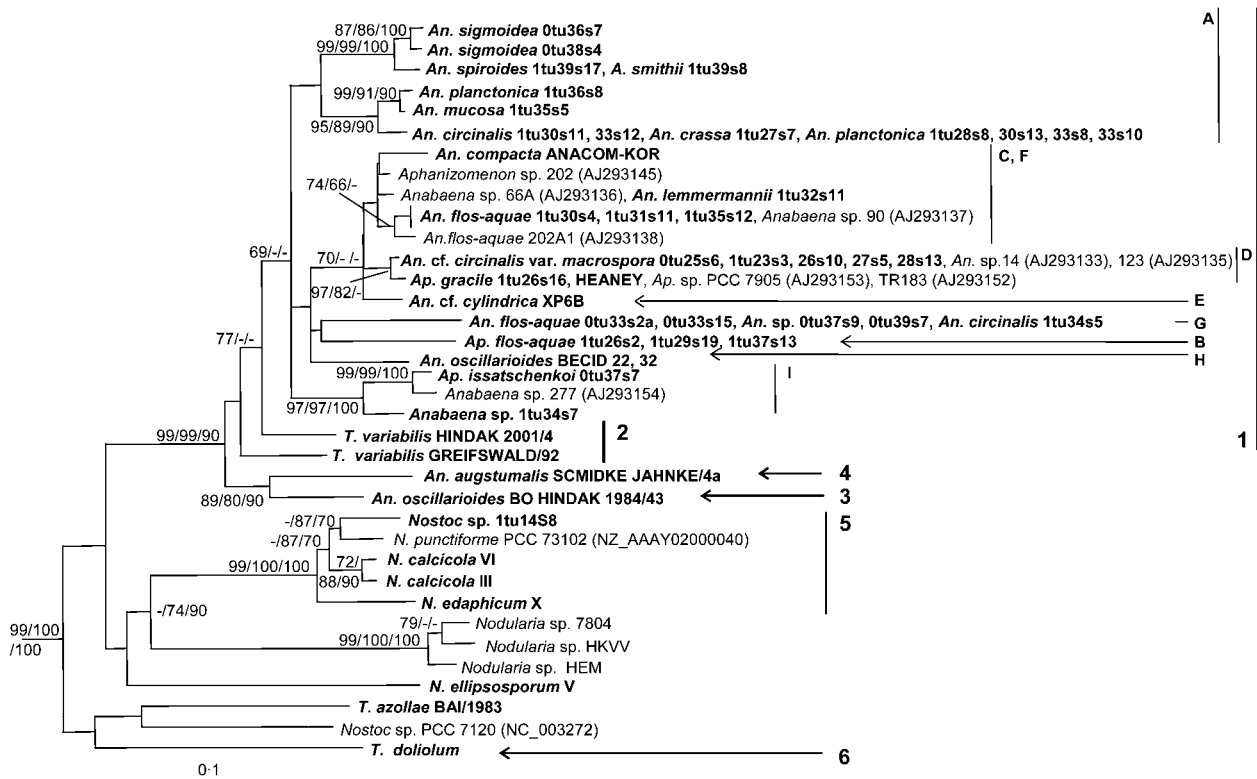 A
87/86/100
An. sigmoidea 0tu36s7
99/99/100
An. sigmoidea 0tu38s4
An. spiroides 1tu39s17, A. smithii 1tu39s8
99/91/90
An. planctonica 1tu36s8
An. mucosa 1tu35s5
95/89/90
An. circinalis 1tu30s11, 33s12, An. crassa 1tu27s7, An. planctonica 1tu28s8, 30s13, 33s8, 33s10
An. compacta ANACOM-KOR
C, F
Aphanizomenon sp. 202 (AJ293145)
74/66/-
Anabaena sp. 66A (AJ293136), An. lemmermannii 1tu32s11
An. flos-aquae 1tu30s4, 1tu31s11, 1tu35s12, Anabaena sp. 90 (AJ293137)
An.flos-aquae 202A1 (AJ293138)
69/-/-
70/- /-
An. cf. circinalis var. macrospora 0tu25s6, 1tu23s3, 26s10, 27s5, 28s13, An. sp.14 (AJ293133), 123 (AJ293135)
D
Ap. gracile 1tu26s16, HEANEY, Ap. sp. PCC 7905 (AJ293153), TR183 (AJ293152)
97/82/-
An. cf. cylindrica XP6B
E
An. flos-aquae 0tu33s2a, 0tu33s15, An. sp. 0tu37s9, 0tu39s7, An. circinalis 1tu34s5
G
77/-/-
Ap. flos-aquae 1tu26s2, 1tu29s19, 1tu37s13
B
An. oscillarioides BECID 22, 32
H
99/99/100
Ap. issatschenkoi 0tu37s7
I
Anabaena sp. 277 (AJ293154)
97/97/100
Anabaena sp. 1tu34s7
99/99/90
T. variabilis HINDAK 2001/4
2
1
T. variabilis GREIFSWALD/92
An. augstumalis SCMIDKE JAHNKE/4a
4
89/80/90
An. oscillarioides BO HINDAK 1984/43
3
-/87/70
Nostoc sp. 1tu14S8
5
-/87/70
N. punctiforme PCC 73102 (NZ_AAAY02000040)
72/
N. calcicola VI
99/100/100
88/90
N. calcicola III
N. edaphicum X
-/74/90
79/-/-
Nodularia sp. 7804
99/100
/100
99/100/100
Nodularia sp. HKVV
Nodularia sp. HEM
N. ellipsosporum V
T. azollae BAI/1983
Nostoc sp. PCC 7120 (NC_003272)
T. doliolum
6
0·1